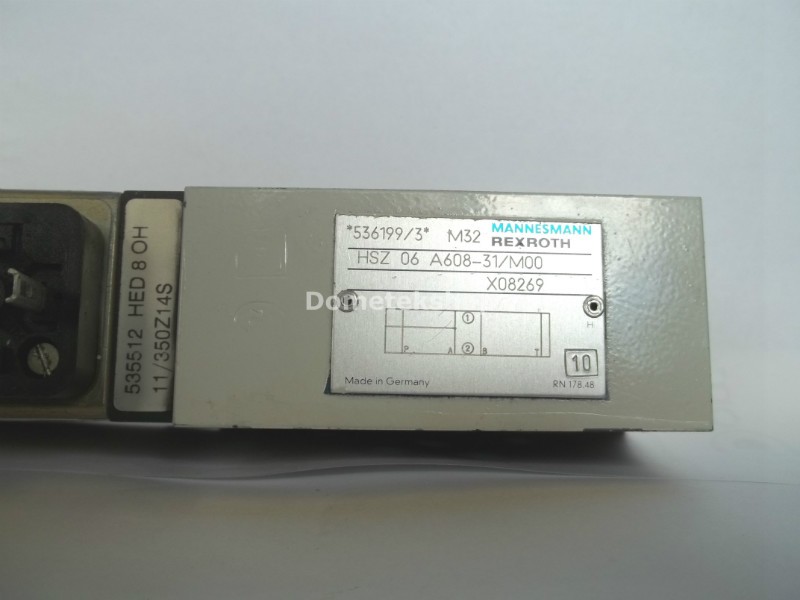 535512 HED 8 OH
11/350Z14S
*536199/3* M32 MANNESMANN REXROTH
HSZ 06 A608-31/M00
X08269
1
P A 2 B T
H
10
Made in Germany
RN 178.48